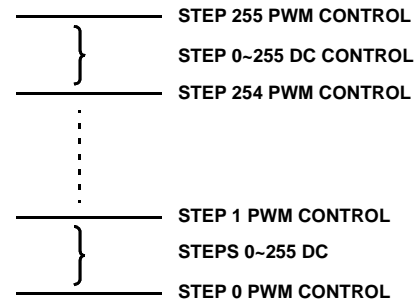 STEP 255 PWM CONTROL
STEP 0~255 DC CONTROL
STEP 254 PWM CONTROL
STEP 1 PWM CONTROL
STEPS 0~255 DC
STEP 0 PWM CONTROL